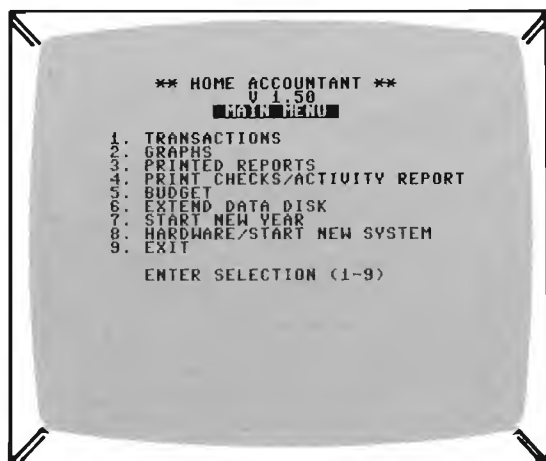 ** HOME ACCOUNTANT **
V 1.50
MAIN MENU
1. TRANSACTIONS
2. GRAPHS
3. PRINTED REPORTS
4. PRINT CHECKS/ACTIVITY REPORT
5. BUDGET
6. EXTEND DATA DISK
7. START NEW YEAR
8. HARDWARE/START NEW SYSTEM
9. EXIT
ENTER SELECTION (1-9)